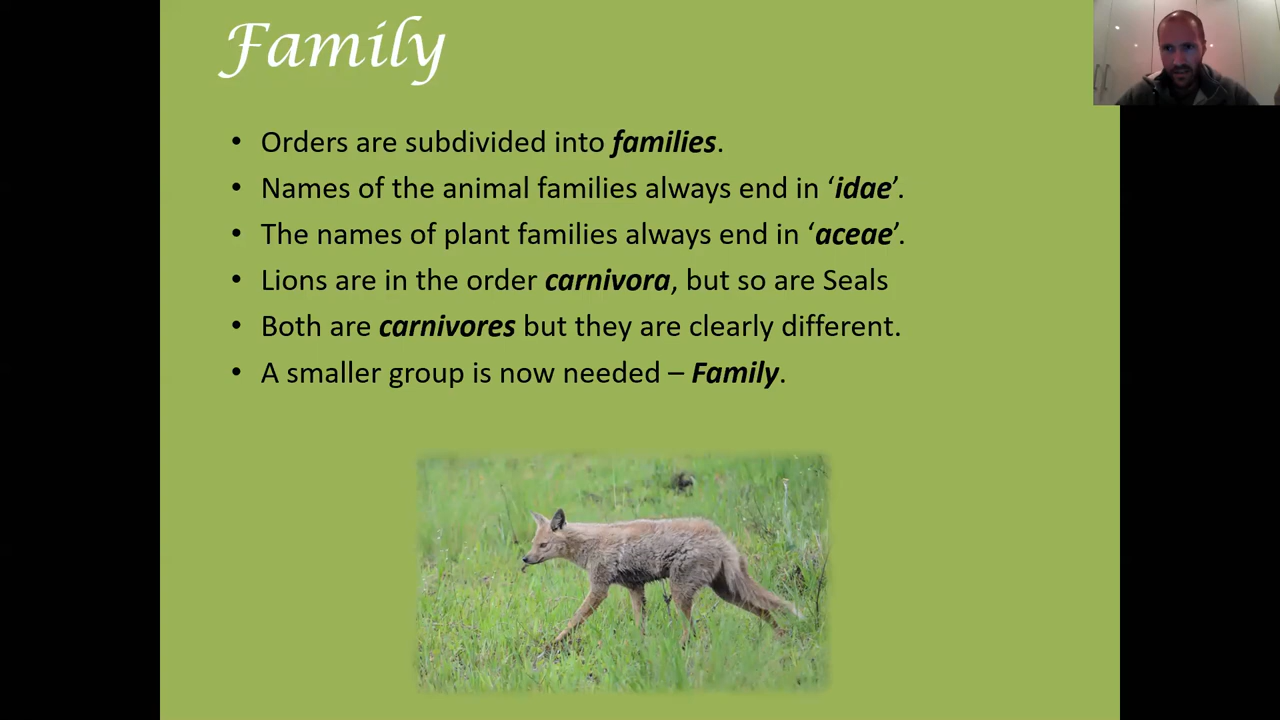 Family
• Orders are subdivided into families.
• Names of the animal families always end in ‘idae’.
• The names of plant families always end in ‘aceae’.
• Lions are in the order carnivora, but so are Seals
• Both are carnivores but they are clearly different.
• A smaller group is now needed – Family.